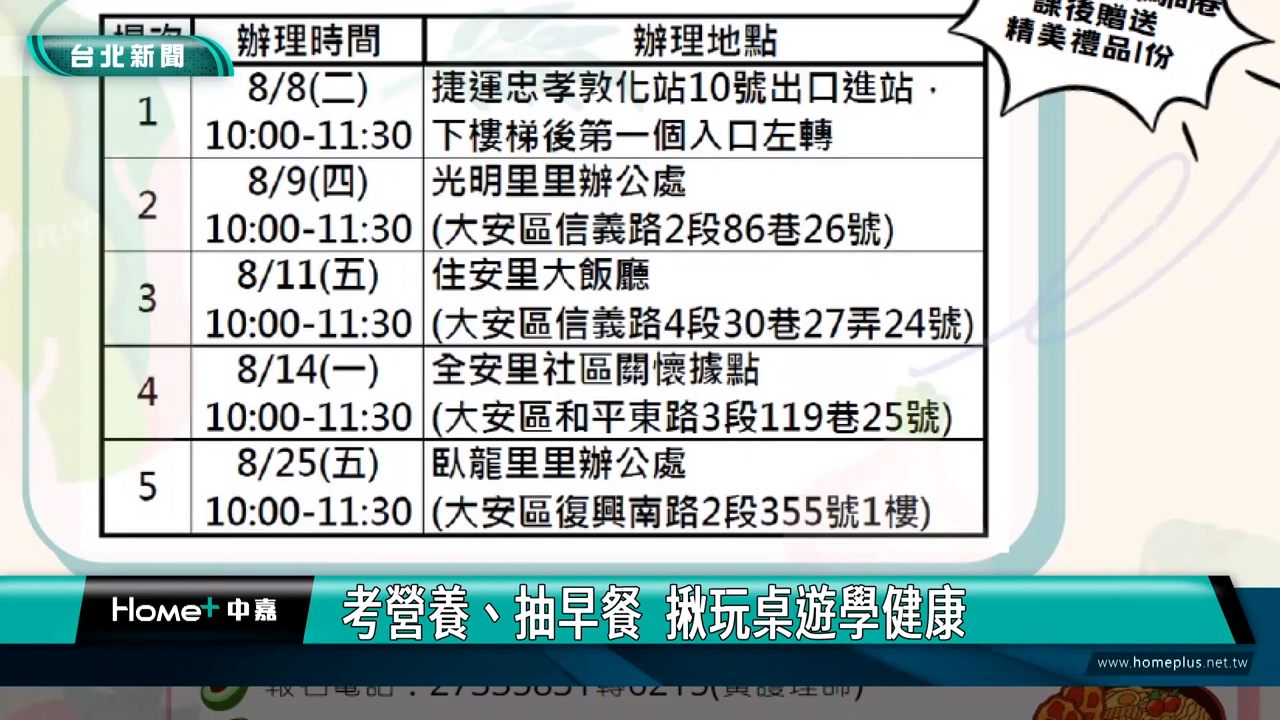 台北新聞
辦理時間 辦理地點
課後贈送
精美禮品1份
1 8/8(二) 捷運忠孝敦化站10號出口進站，
10:00-11:30 下樓梯後第一個入口左轉
2 8/9(四) 光明里里辦公處
10:00-11:30 (大安區信義路2段86巷26號)
3 8/11(五) 住安里大飯廳
10:00-11:30 (大安區信義路4段30巷27弄24號)
4 8/14(一) 全安里社區關懷據點
10:00-11:30 (大安區和平東路3段119巷25號)
5 8/25(五) 臥龍里里辦公處
10:00-11:30 (大安區復興南路2段355號1樓)
Home+中嘉
考營養、抽早餐 揪玩桌遊學健康
www.homeplus.net.tw